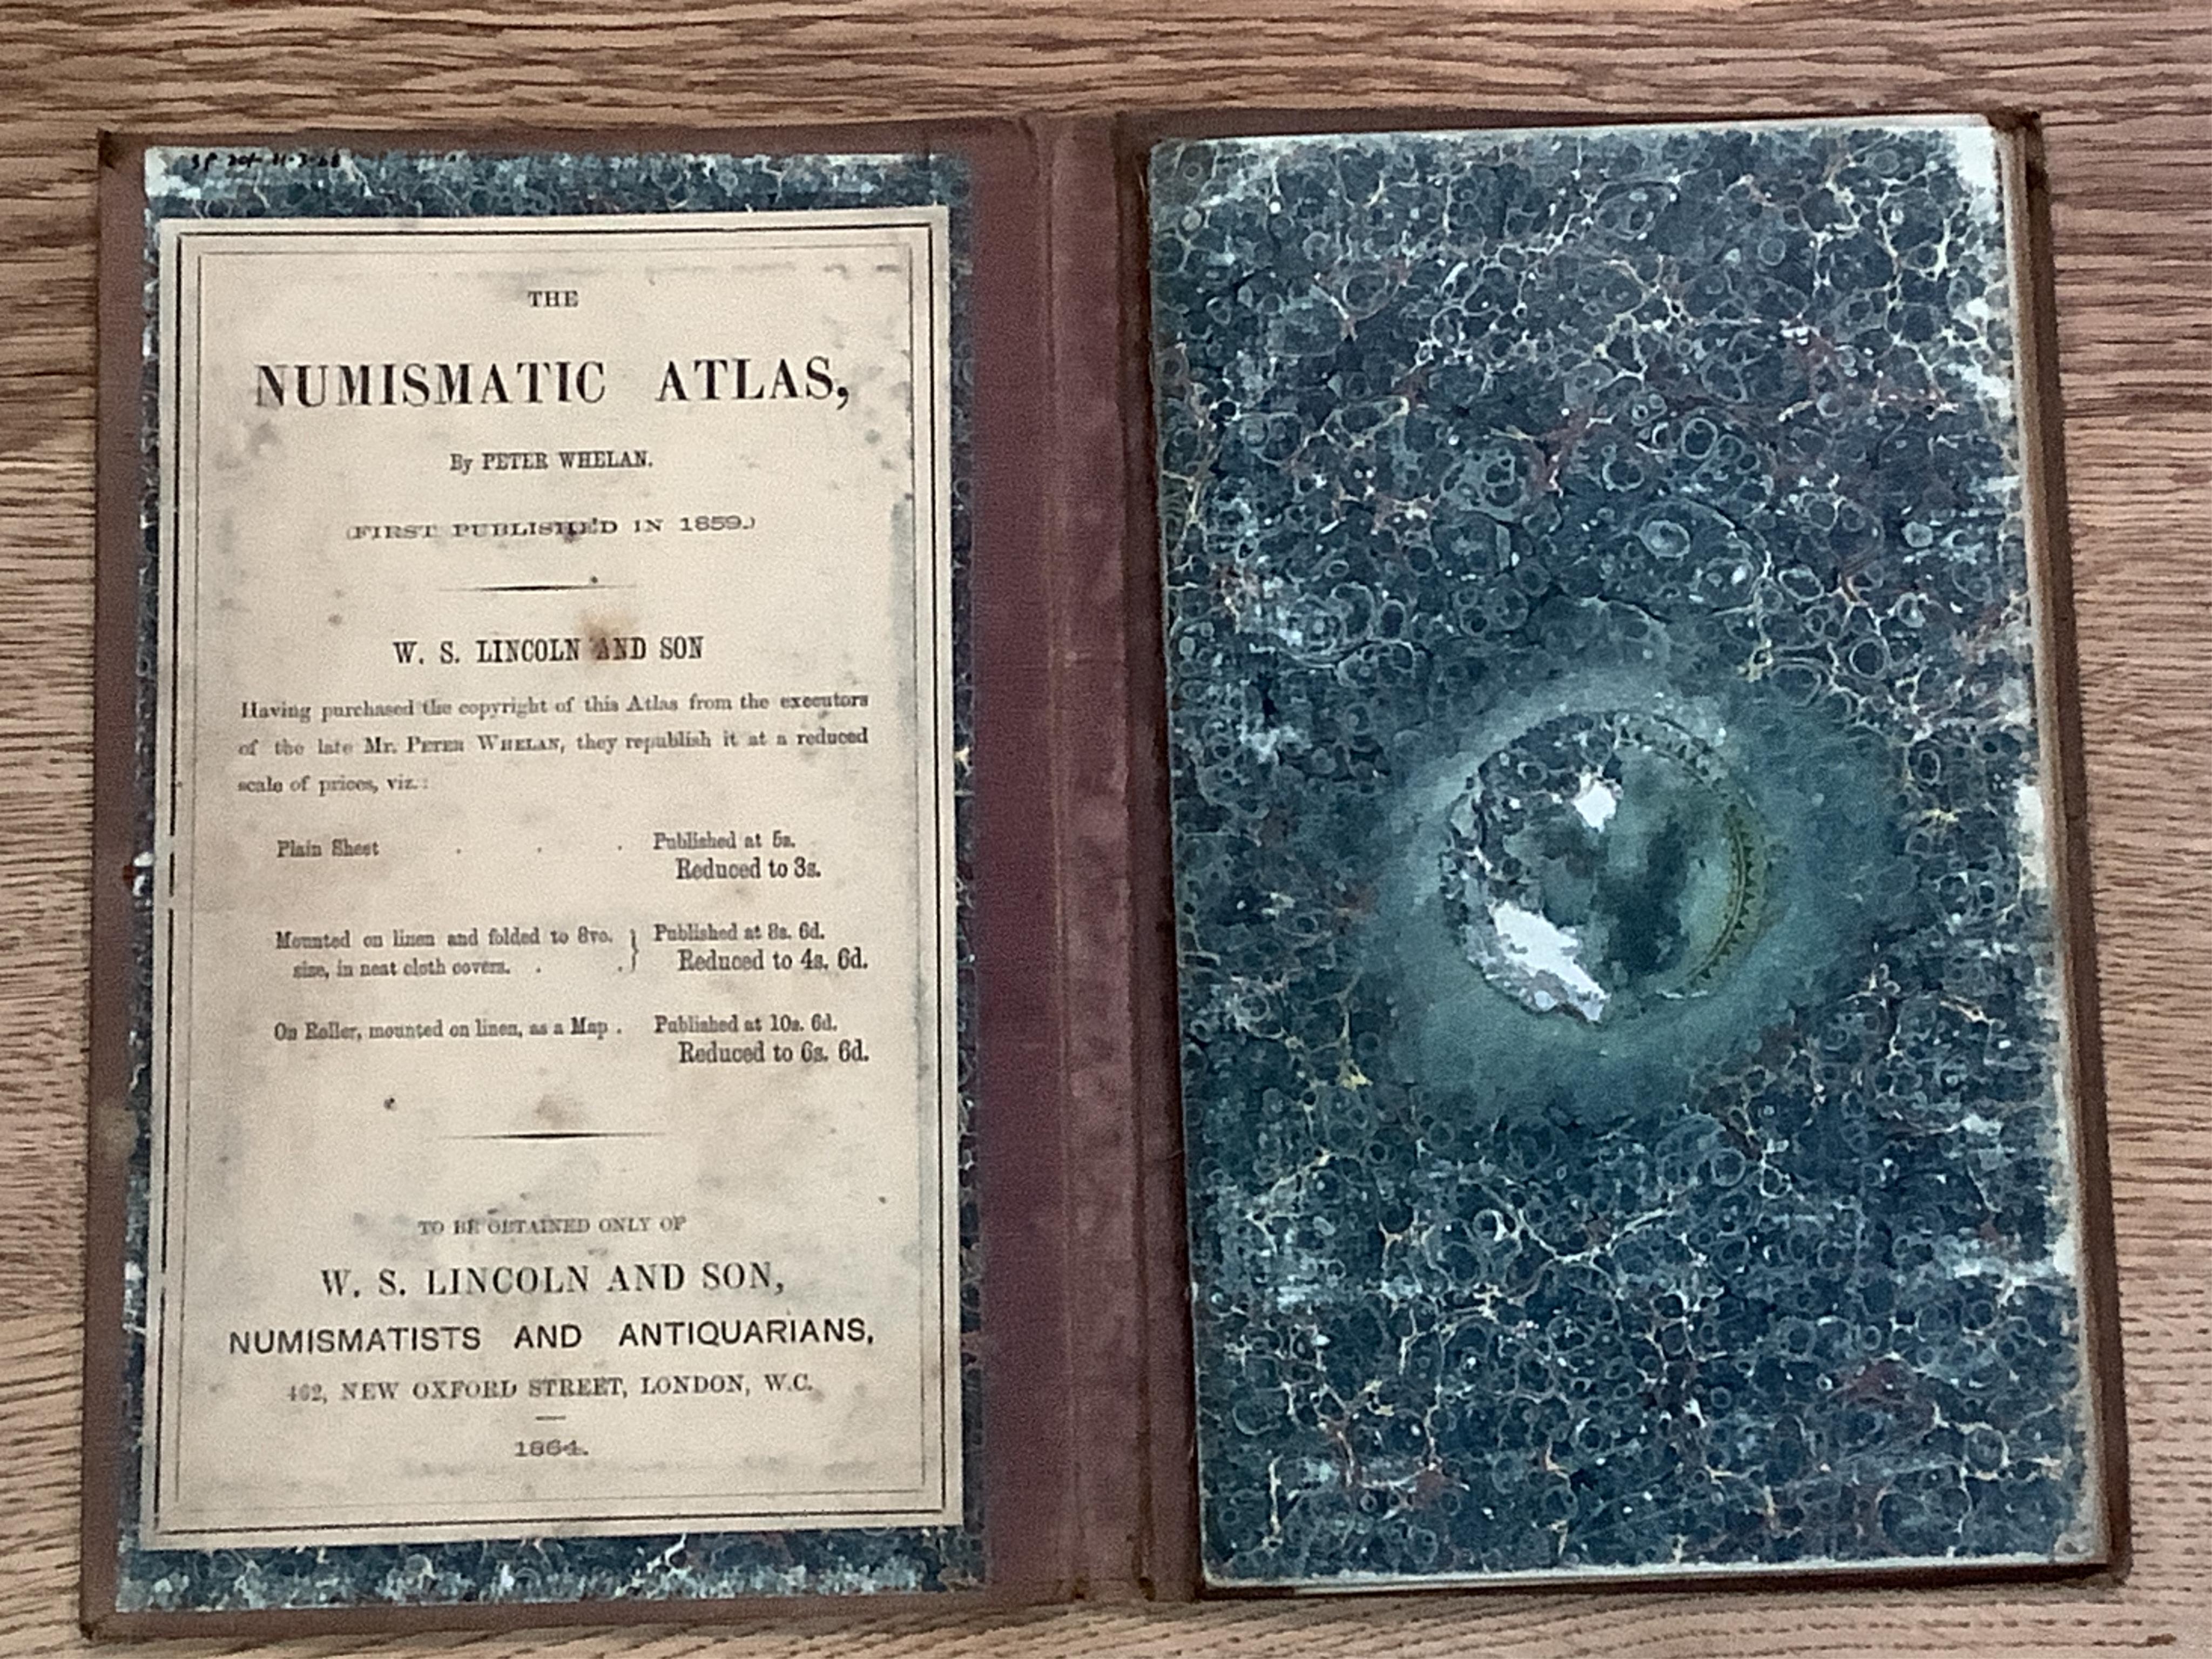 THE
NUMISMATIC ATLAS,
By PETER WHELAN.
(FIRST PUBLISHED IN 1859.)
W. S. LINCOLN AND SON
Having purchased the copyright of this Atlas from the executors
of the late Mr. PETER WHELAN, they republish it at a reduced
scale of prices, viz.:
Plain Sheet . . . Published at 5s.
Reduced to 3s.
Mounted on linen and folded to 8vo. } Published at 8s. 6d.
size, in neat cloth covers. . . Reduced to 4s. 6d.
On Roller, mounted on linen, as a Map . Published at 10s. 6d.
Reduced to 6s. 6d.
TO BE OBTAINED ONLY OF
W. S. LINCOLN AND SON,
NUMISMATISTS AND ANTIQUARIANS,
462, NEW OXFORD STREET, LONDON, W.C.
1864.